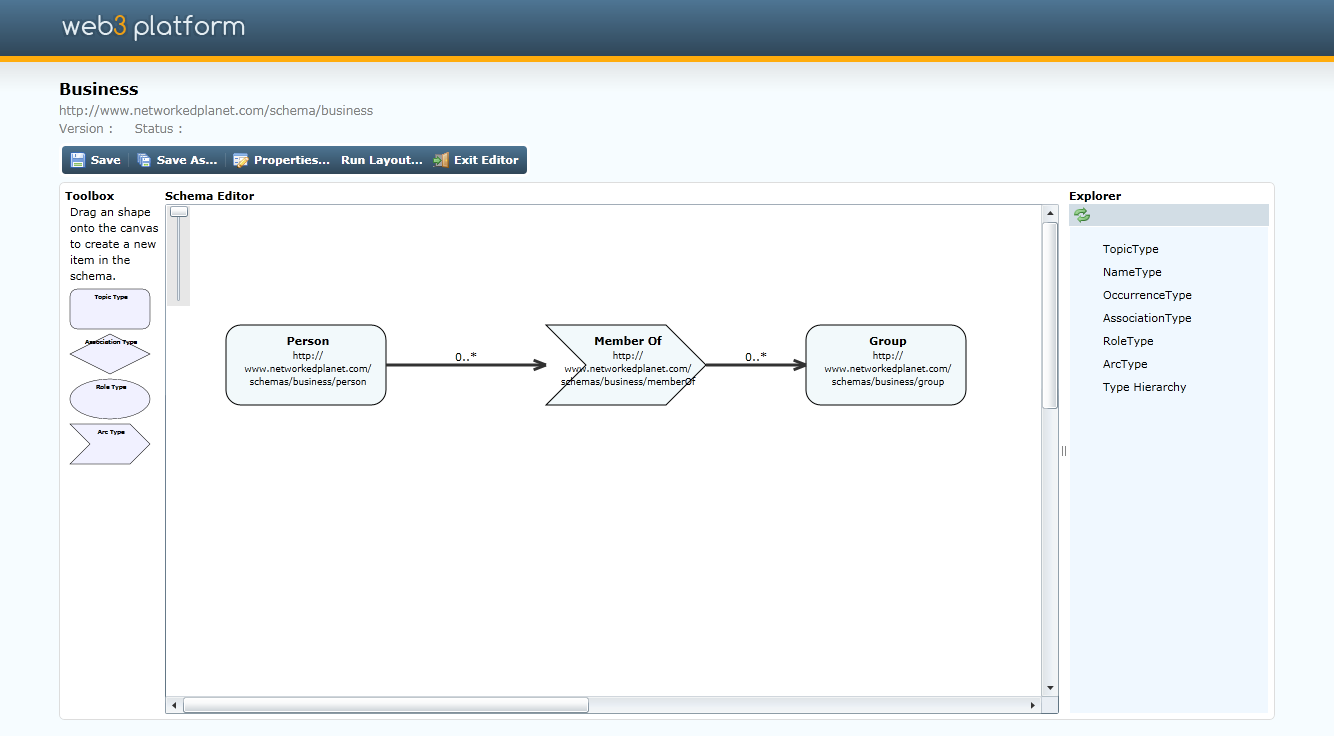 web3 platform
Business
http://www.networkedplanet.com/schema/business
Version : Status :
Save Save As... Properties... Run Layout... Exit Editor
Toolbox
Drag an shape
onto the canvas
to create a new
item in the
schema.
Topic Type
Association Type
Role Type
Arc Type
Schema Editor
Person
http://
www.networkedplanet.com/
schemas/business/person
0..*
Member Of
http://
www.networkedplanet.com/
schemas/business/memberOf
0..*
Group
http://
www.networkedplanet.com/
schemas/business/group
Explorer
TopicType
NameType
OccurrenceType
AssociationType
RoleType
ArcType
Type Hierarchy